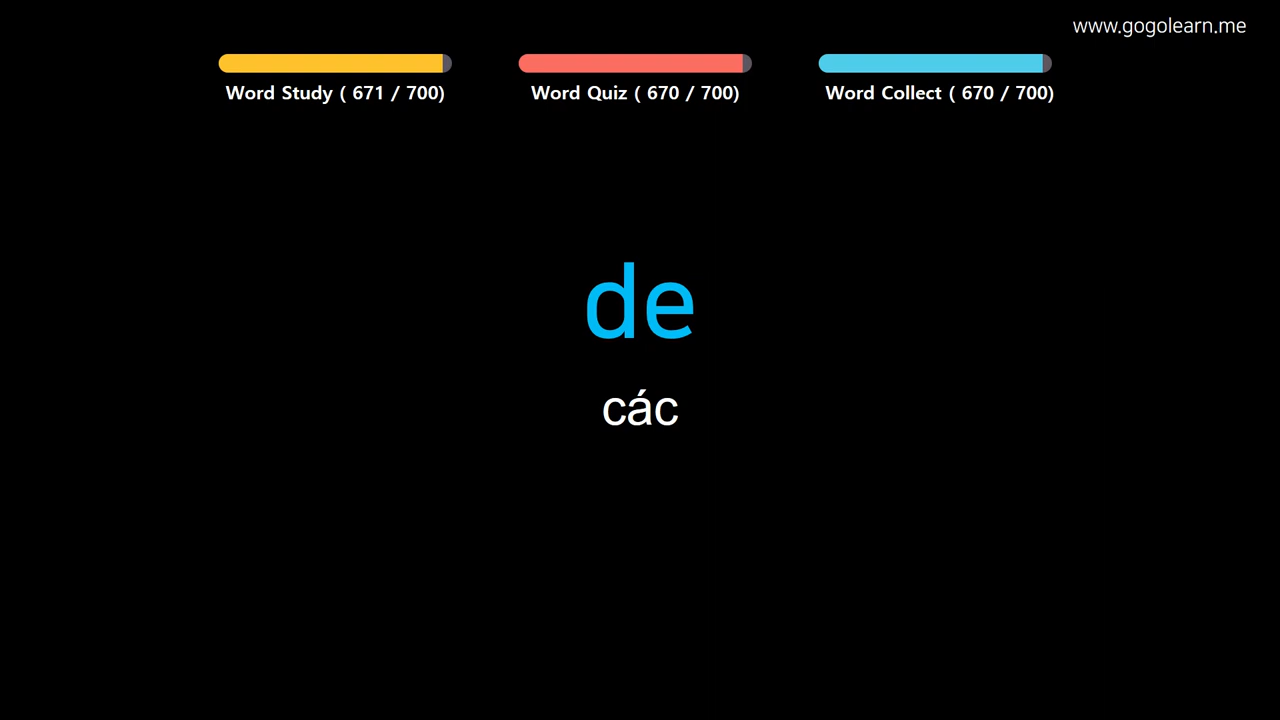 www.gogolearn.me
Word Study ( 671 / 700)
Word Quiz ( 670 / 700)
Word Collect ( 670 / 700)
de
các